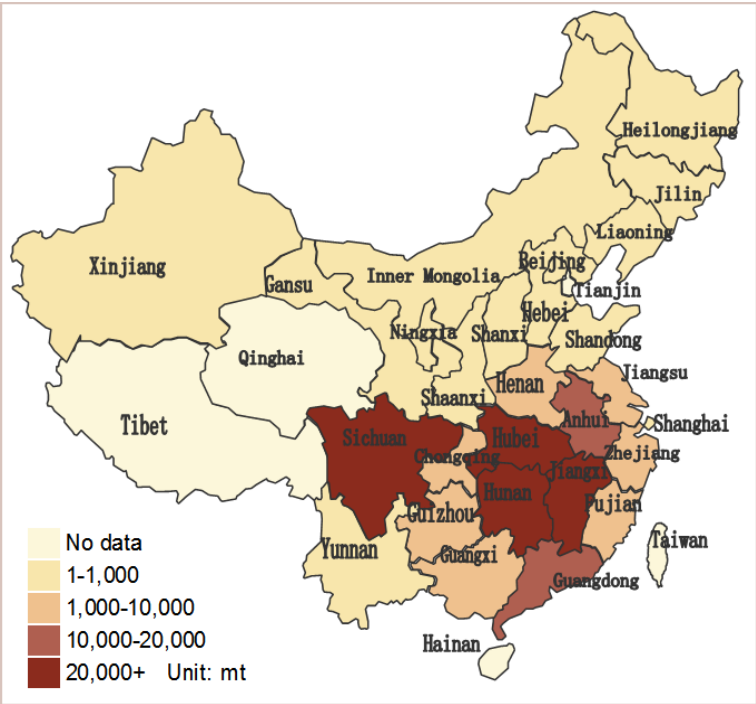 Heilongjiang
Jilin
Liaoning
Beijing
Xinjiang
Inner Mongolia
Gansu
Tianjin
Hebei
Ningxia
Shanxi
Shandong
Qinghai
Jiangsu
Henan
Shaanxi
Tibet
Anhui
Shanghai
Sichuan
Hubei
Zhejiang
Chongqing
Jiangxi
Hunan
Fujian
Guizhou
Taiwan
Yunnan
Guangxi
Guangdong
Hainan
No data
1-1,000
1,000-10,000
10,000-20,000
20,000+ Unit: mt